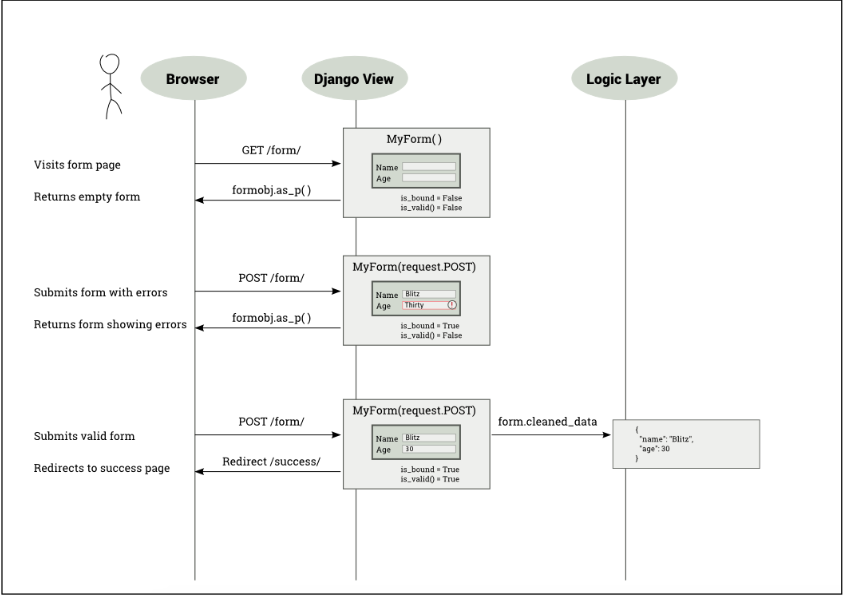 Browser
Django View
Logic Layer
MyForm( )
GET /form/
Visits form page
Name
Age
formobj.as_p( )
Returns empty form
is_bound = False
is_valid() = False
MyForm(request.POST)
POST /form/
Submits form with errors
Name Blitz
Age Thirty !
formobj.as_p( )
Returns form showing errors
is_bound = True
is_valid() = False
MyForm(request.POST)
POST /form/
form.cleaned_data
Submits valid form
Name Blitz
Age 30
{
"name": "Blitz",
"age": 30
}
Redirect /success/
Redirects to success page
is_bound = True
is_valid() = True